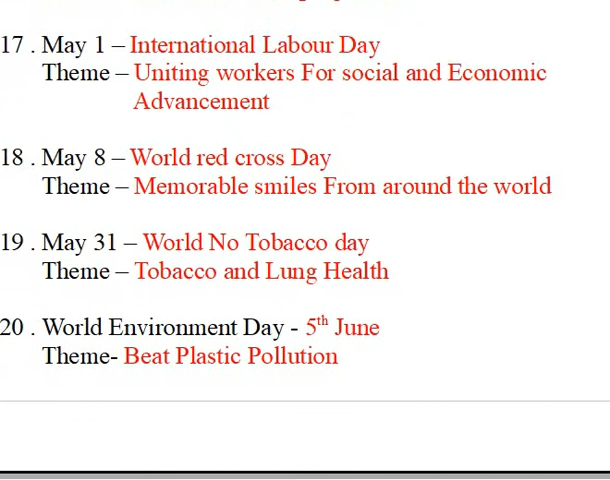 17 . May 1 – International Labour Day
Theme – Uniting workers For social and Economic
Advancement
18 . May 8 – World red cross Day
Theme – Memorable smiles From around the world
19 . May 31 – World No Tobacco day
Theme – Tobacco and Lung Health
20 . World Environment Day - 5th June
Theme- Beat Plastic Pollution